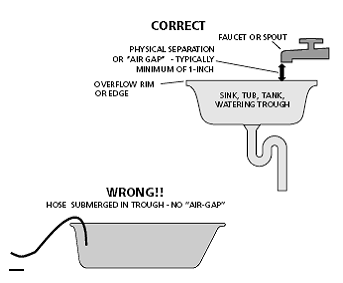 CORRECT
FAUCET OR SPOUT
PHYSICAL SEPARATION
OR "AIR GAP" - TYPICALLY
MINIMUM OF 1-INCH
OVERFLOW RIM
OR EDGE
SINK, TUB, TANK,
WATERING TROUGH
WRONG!!
HOSE SUBMERGED IN TROUGH - NO "AIR-GAP"